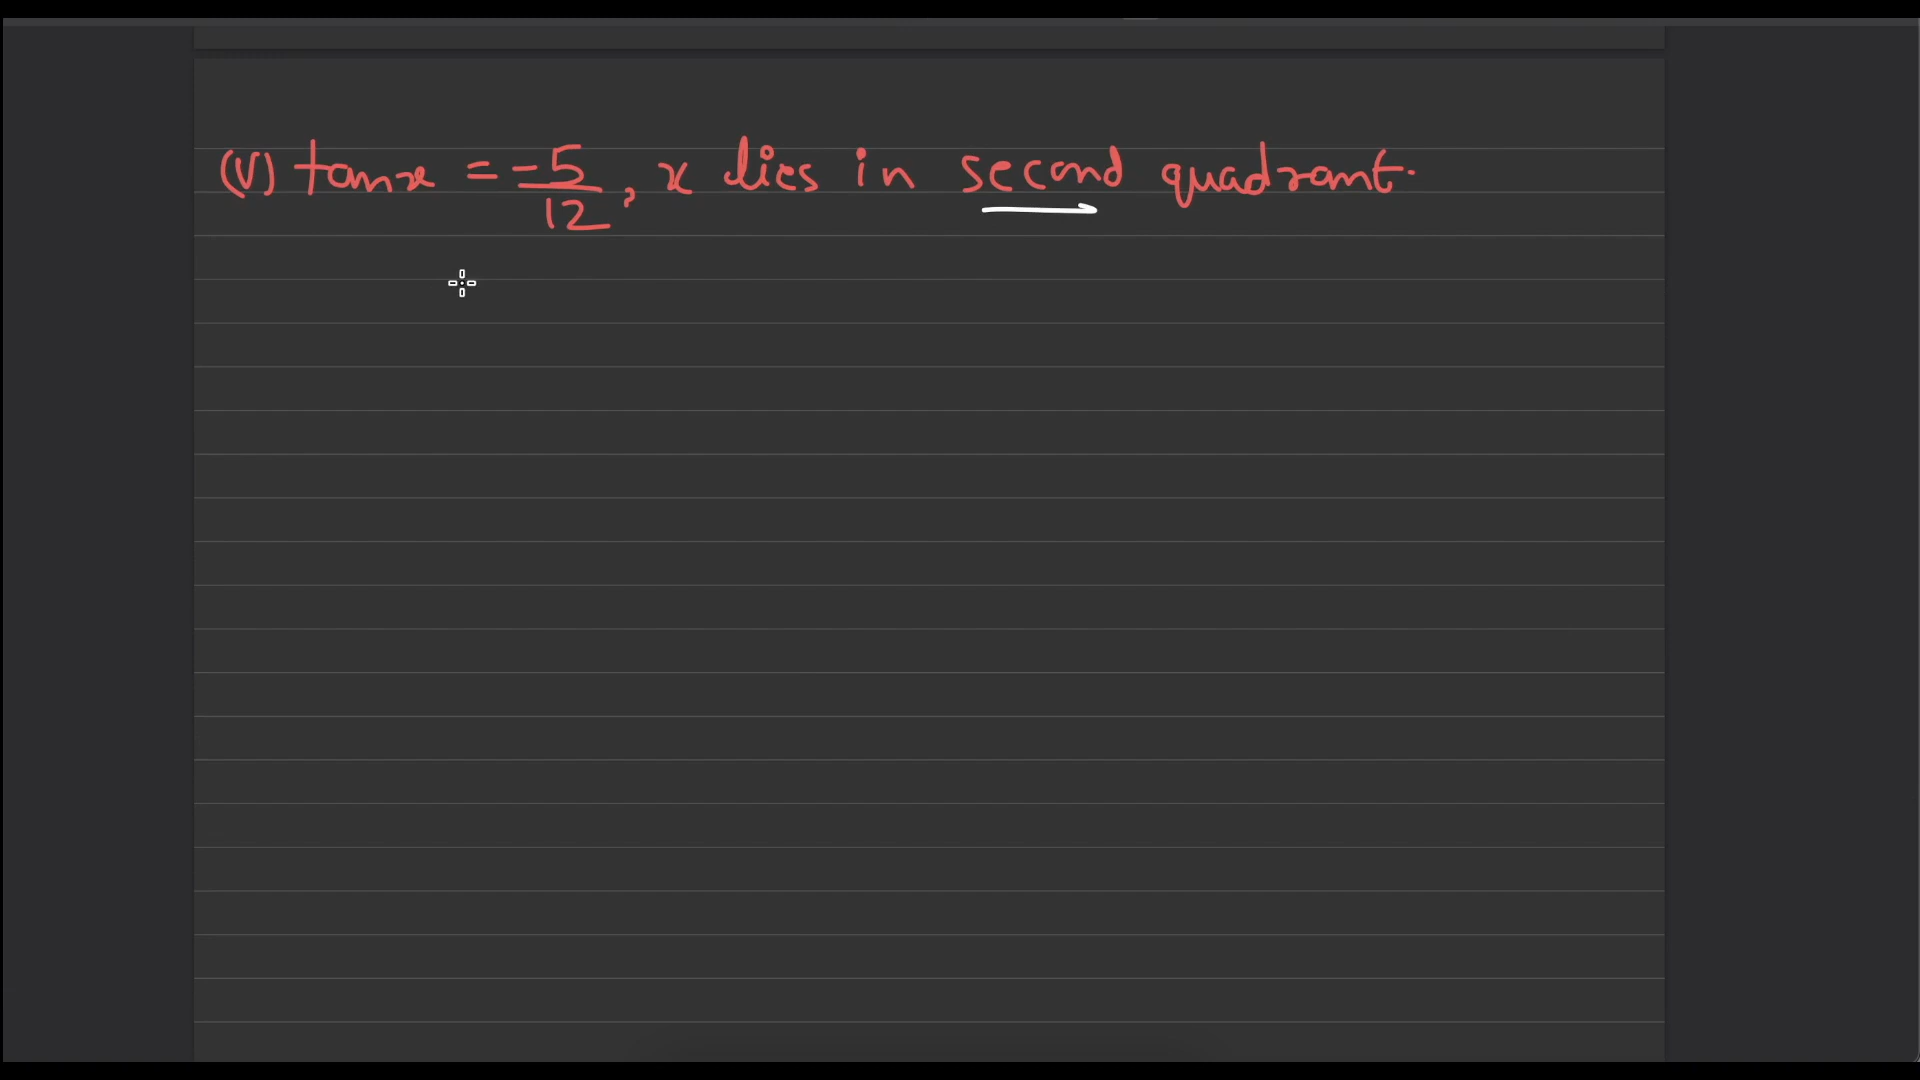 (V) tanx = -5/12, x lies in second quadrant.